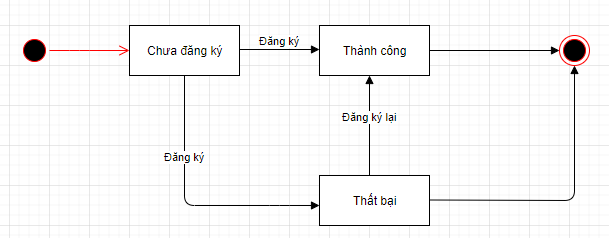 Chưa đăng ký
Đăng ký
Thành công
Đăng ký lại
Đăng ký
Thất bại